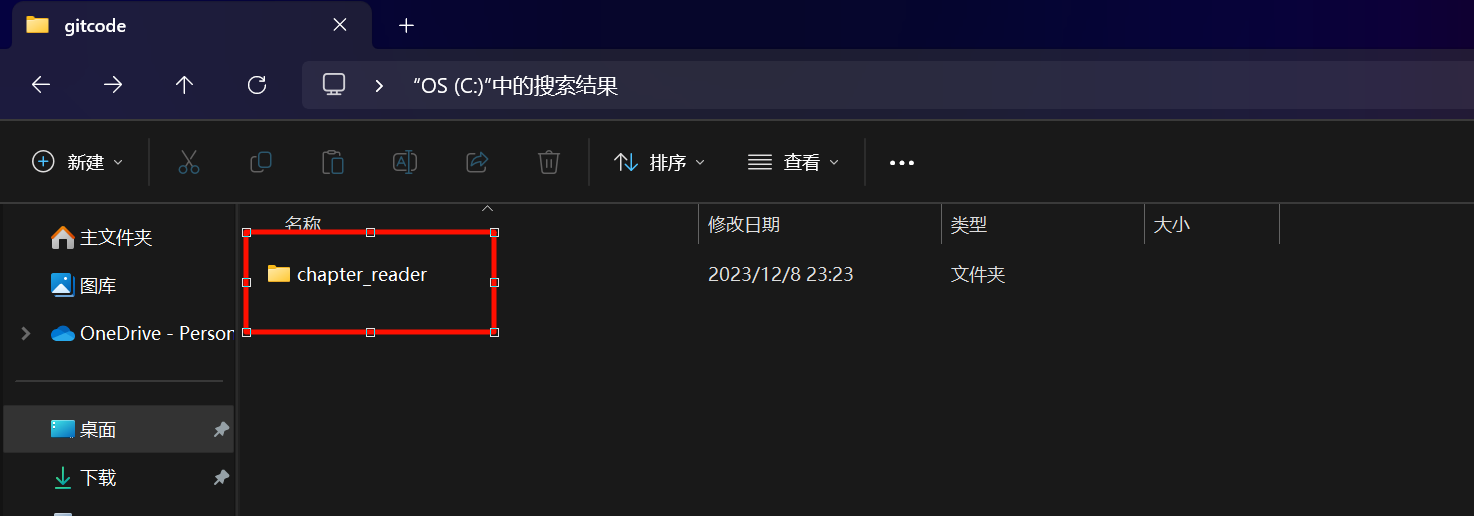 gitcode
"OS (C:)"中的搜索结果
新建 排序 查看
名称 修改日期 类型 大小
主文件夹
chapter_reader 2023/12/8 23:23 文件夹
图库
OneDrive - Person
桌面
下载